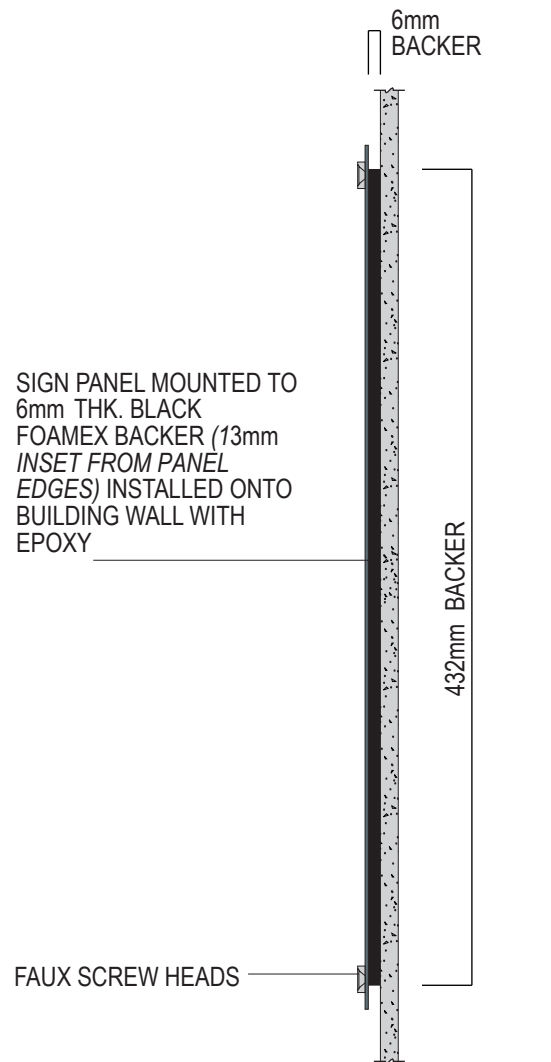 6mm
BACKER
SIGN PANEL MOUNTED TO
6mm THK. BLACK
FOAMEX BACKER (13mm
INSET FROM PANEL
EDGES) INSTALLED ONTO
BUILDING WALL WITH
EPOXY
432mm BACKER
FAUX SCREW HEADS